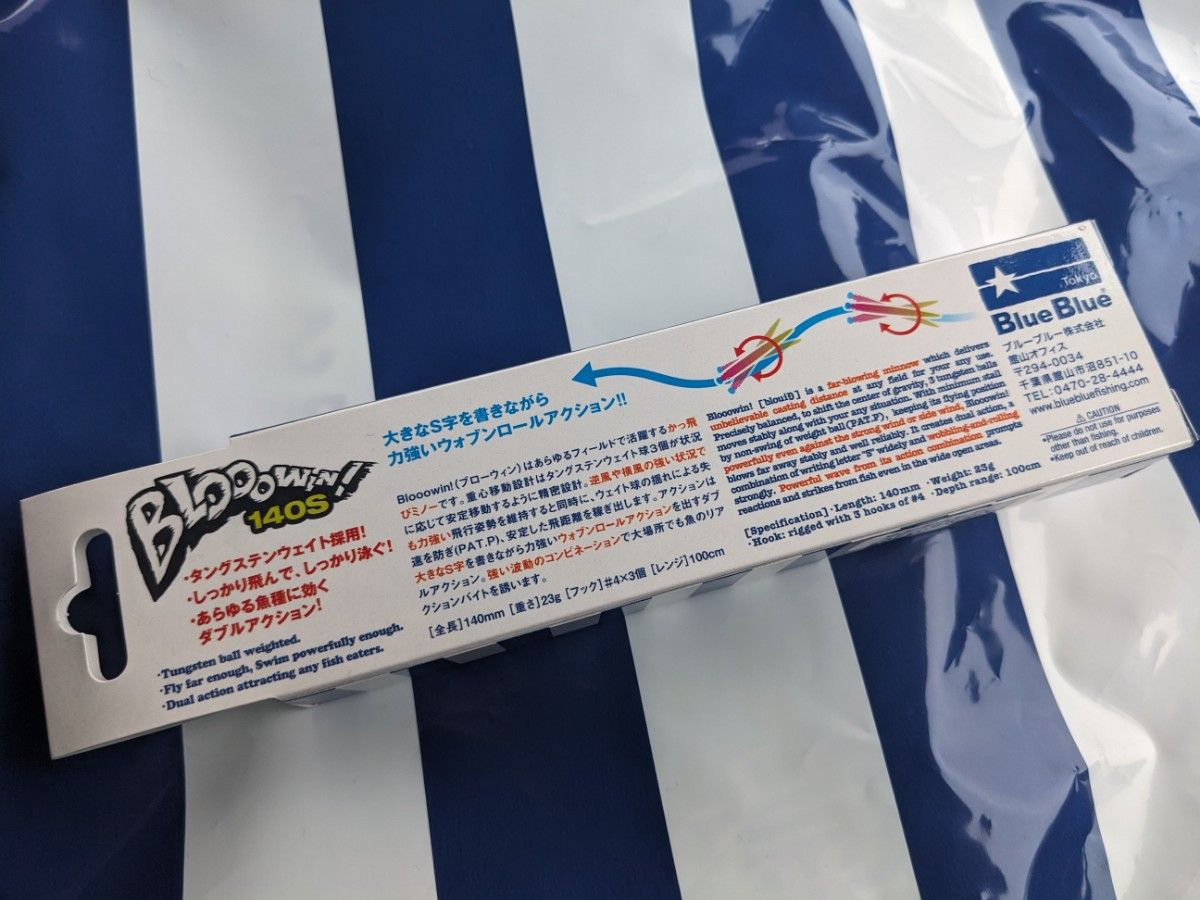 BLOOOWIN!
140S
・タングステンウェイト採用!
・しっかり飛んで、しっかり泳ぐ!
・あらゆる魚種に効く
ダブルアクション!
・Tungsten ball weighted.
・Fly far enough, Swim powerfully enough.
・Dual action attracting any fish eaters.
大きなS字を書きながら
力強いウォブンロールアクション!!
Blooowin!(ブローウィン)はあらゆるフィールドで活躍するかっ飛
びミノーです。重心移動設計はタングステンウェイト球3個が状況
に応じて安定移動するように精密設計。逆風や横風の強い状況で
も力強い飛行姿勢を維持すると同時に、ウェイト球の揺れによる失
速を防ぎ(PAT.P)、安定した飛距離を稼ぎ出します。アクションは
大きなS字を書きながら力強いウォブンロールアクションを出すダブ
ルアクション。強い波動のコンビネーションで大場所でも魚のリア
クションバイトを誘います。
[全長]140mm [重さ]23g [フック]#4×3個 [レンジ]100cm
Blooowin! is a far-blowing minnow which delivers
unbelievable casting distance at any field for your any use.
Precisely balanced, to shift the center of gravity, 3 tungsten balls
moves stably along with your any situation. With minimum stall
by non-swing of weight ball(PAT.P), keeping its flying position
powerfully even against the strong wind or side wind, Blooowin!
blows far away stably and well reliably. It creates dual action, a
combination of writing letter "S" widely and wobbling-and-rolling
strongly. Powerful wave from its action combination prompts
reactions and strikes from fish even in the wide open areas.
[Specification]・Length: 140mm ・Weight: 23g
・Hook: rigged with 3 hooks of #4 ・Depth range: 100cm
Tokyo
Blue Blue®
ブルーブルー株式会社
館山オフィス
〒294-0034
千葉県館山市沼851-10
TEL:0470-28-4444
www.bluebluefishing.com
⚠ CAUTION
•Please do not use for purposes
other than fishing.
•Keep out of reach of children.